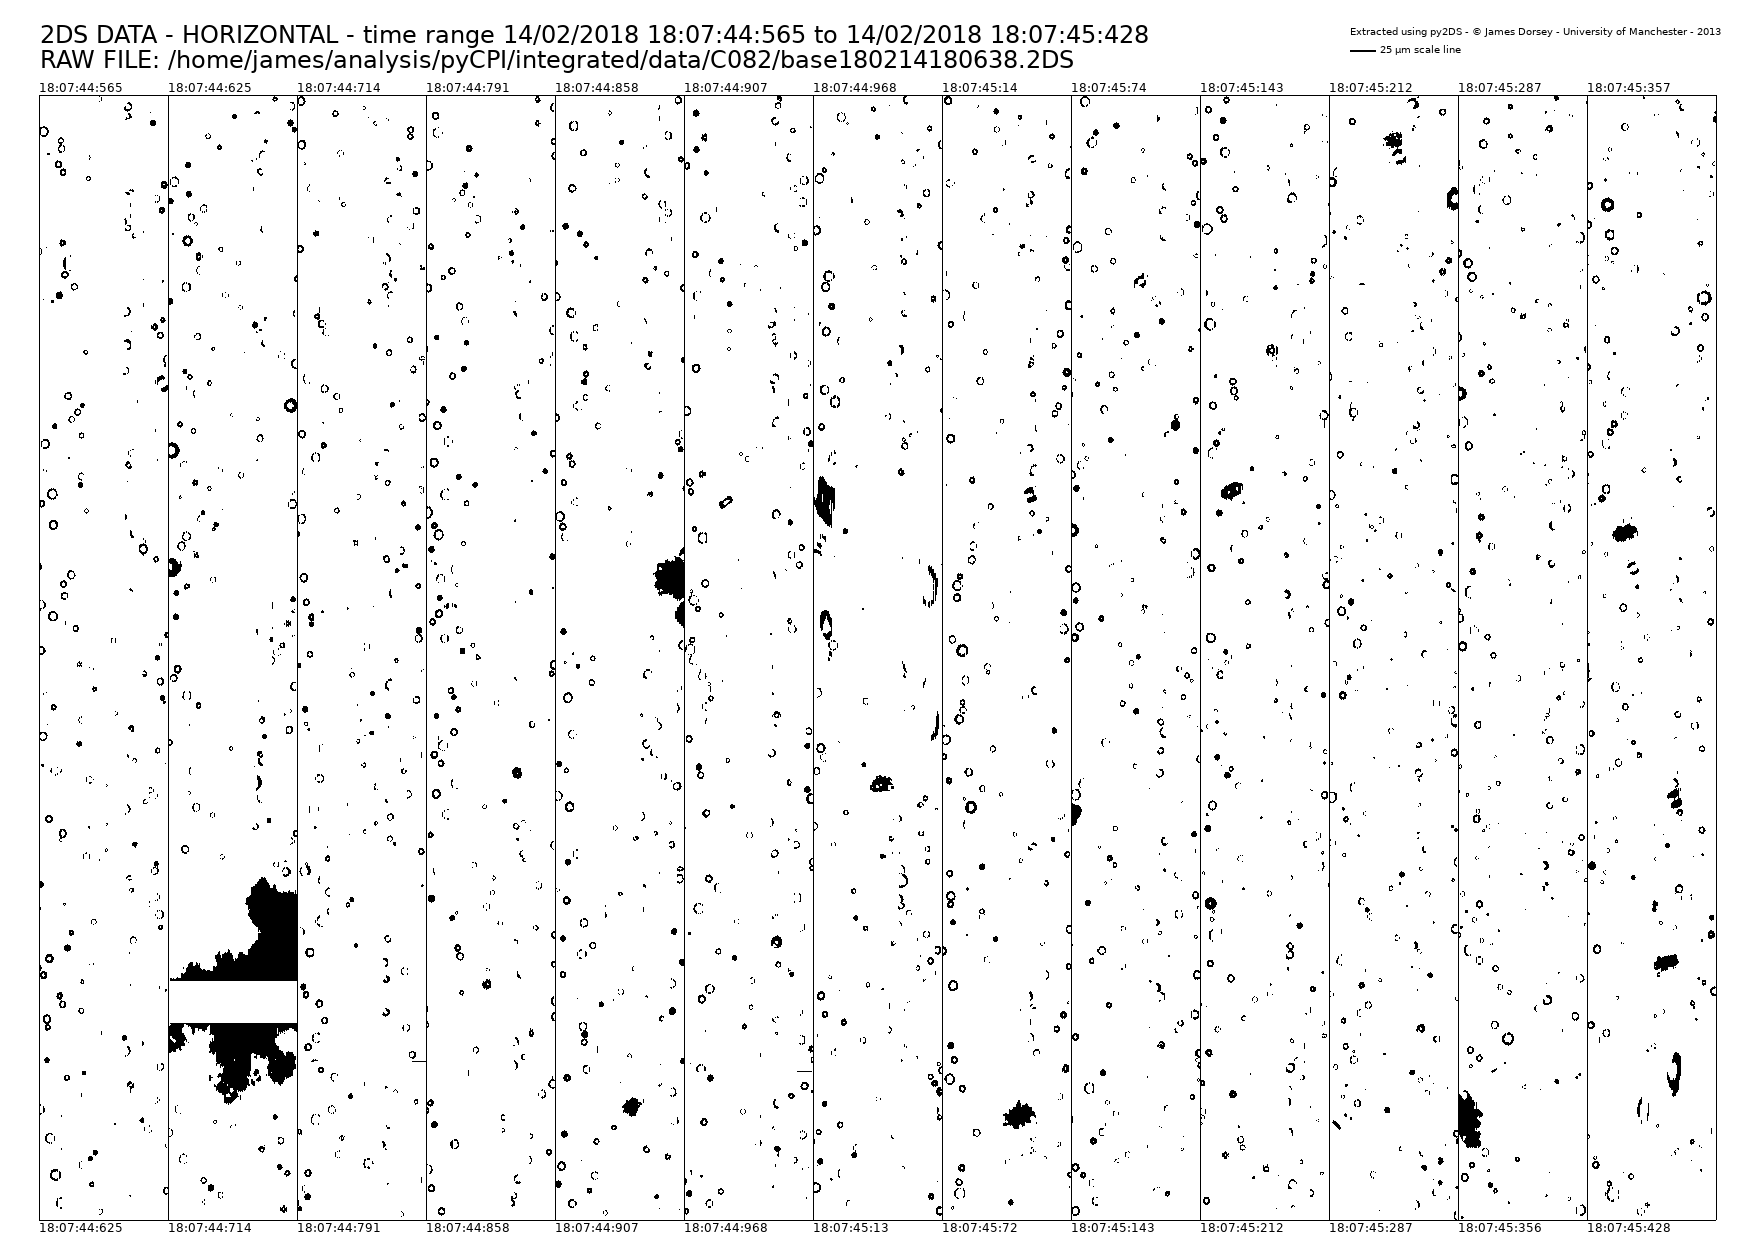 2DS DATA - HORIZONTAL - time range 14/02/2018 18:07:44:565 to 14/02/2018 18:07:45:428
RAW FILE: /home/james/analysis/pyCPI/integrated/data/C082/base180214180638.2DS
Extracted using py2DS - © James Dorsey - University of Manchester - 2013
25 µm scale line
18:07:44:565 18:07:44:625 18:07:44:714 18:07:44:791 18:07:44:858 18:07:44:907 18:07:44:968 18:07:45:14 18:07:45:74 18:07:45:143 18:07:45:212 18:07:45:287 18:07:45:357
18:07:44:625 18:07:44:714 18:07:44:791 18:07:44:858 18:07:44:907 18:07:44:968 18:07:45:13 18:07:45:72 18:07:45:143 18:07:45:212 18:07:45:287 18:07:45:356 18:07:45:428